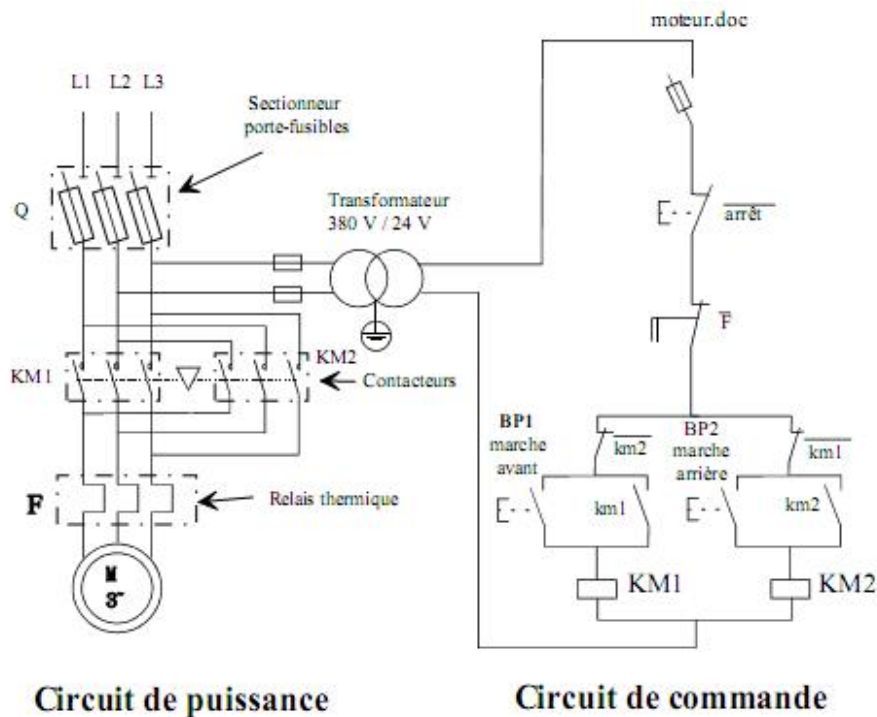 moteur.doc
L1 L2 L3
Sectionneur
porte-fusibles
Q
Transformateur
380 V / 24 V
arrêt
F
KM1
KM2
Contacteurs
BP1
marche
avant
km2
BP2
marche
arrière
km1
F
Relais thermique
km1
km2
M
3~
KM1
KM2
Circuit de puissance
Circuit de commande